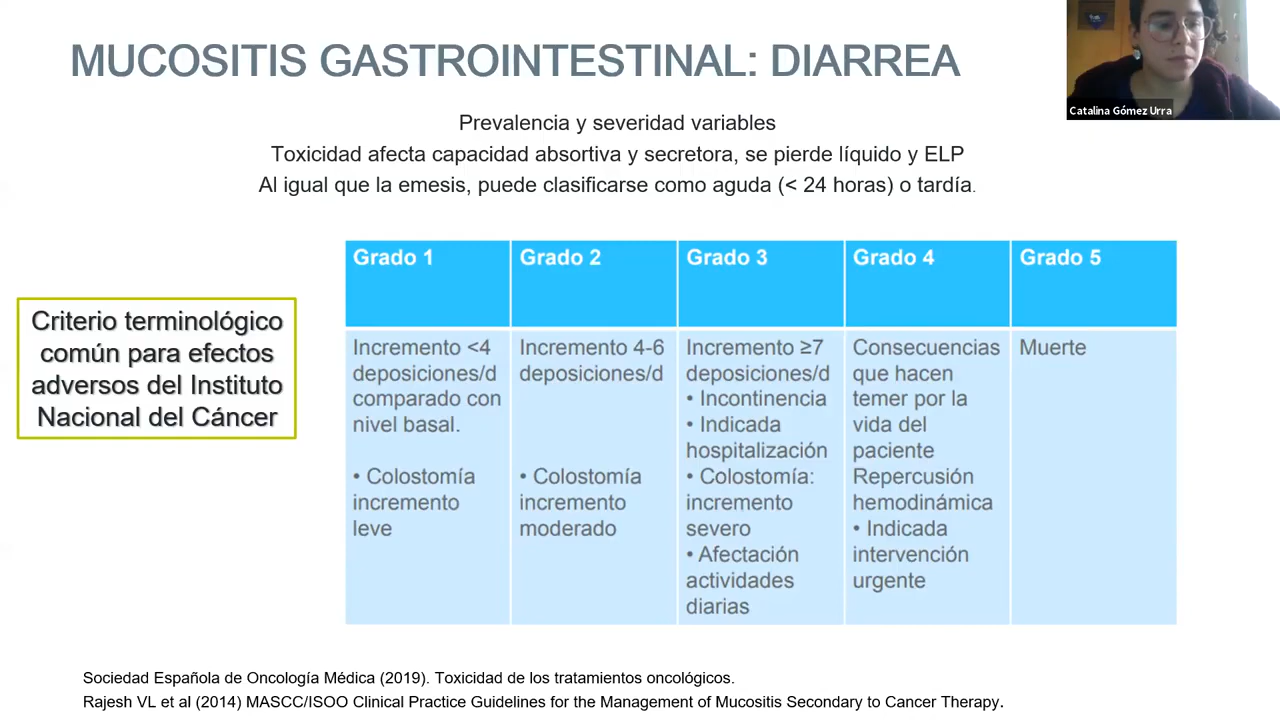 MUCOSITIS GASTROINTESTINAL: DIARREA
Catalina Gómez Urra
Prevalencia y severidad variables
Toxicidad afecta capacidad absortiva y secretora, se pierde líquido y ELP
Al igual que la emesis, puede clasificarse como aguda (< 24 horas) o tardía.
Criterio terminológico
común para efectos
adversos del Instituto
Nacional del Cáncer
Grado 1
Incremento <4
deposiciones/d
comparado con
nivel basal.
• Colostomía
incremento
leve
Grado 2
Incremento 4-6
deposiciones/d
• Colostomía
incremento
moderado
Grado 3
Incremento ≥7
deposiciones/d
• Incontinencia
• Indicada
hospitalización
• Colostomía:
incremento
severo
• Afectación
actividades
diarias
Grado 4
Consecuencias
que hacen
temer por la
vida del
paciente
Repercusión
hemodinámica
• Indicada
intervención
urgente
Grado 5
Muerte
Sociedad Española de Oncología Médica (2019). Toxicidad de los tratamientos oncológicos.
Rajesh VL et al (2014) MASCC/ISOO Clinical Practice Guidelines for the Management of Mucositis Secondary to Cancer Therapy.